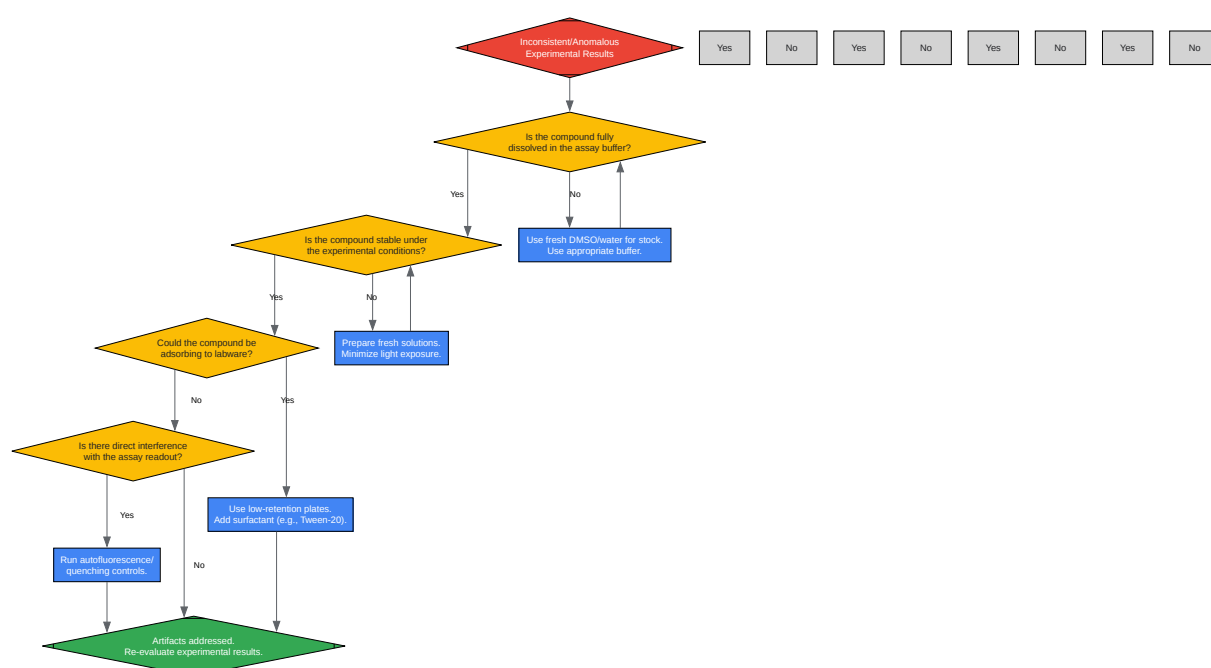 Inconsistent/Anomalous
Experimental Results
Yes
No
Yes
No
Yes
No
Yes
No
Is the compound fully
dissolved in the assay buffer?
Yes
No
Is the compound stable under
the experimental conditions?
Use fresh DMSO/water for stock.
Use appropriate buffer.
Yes
No
Could the compound be
adsorbing to labware?
Prepare fresh solutions.
Minimize light exposure.
No
Yes
Is there direct interference
with the assay readout?
Use low-retention plates.
Add surfactant (e.g., Tween-20).
Yes
Run autofluorescence/
quenching controls.
No
Artifacts addressed.
Re-evaluate experimental results.